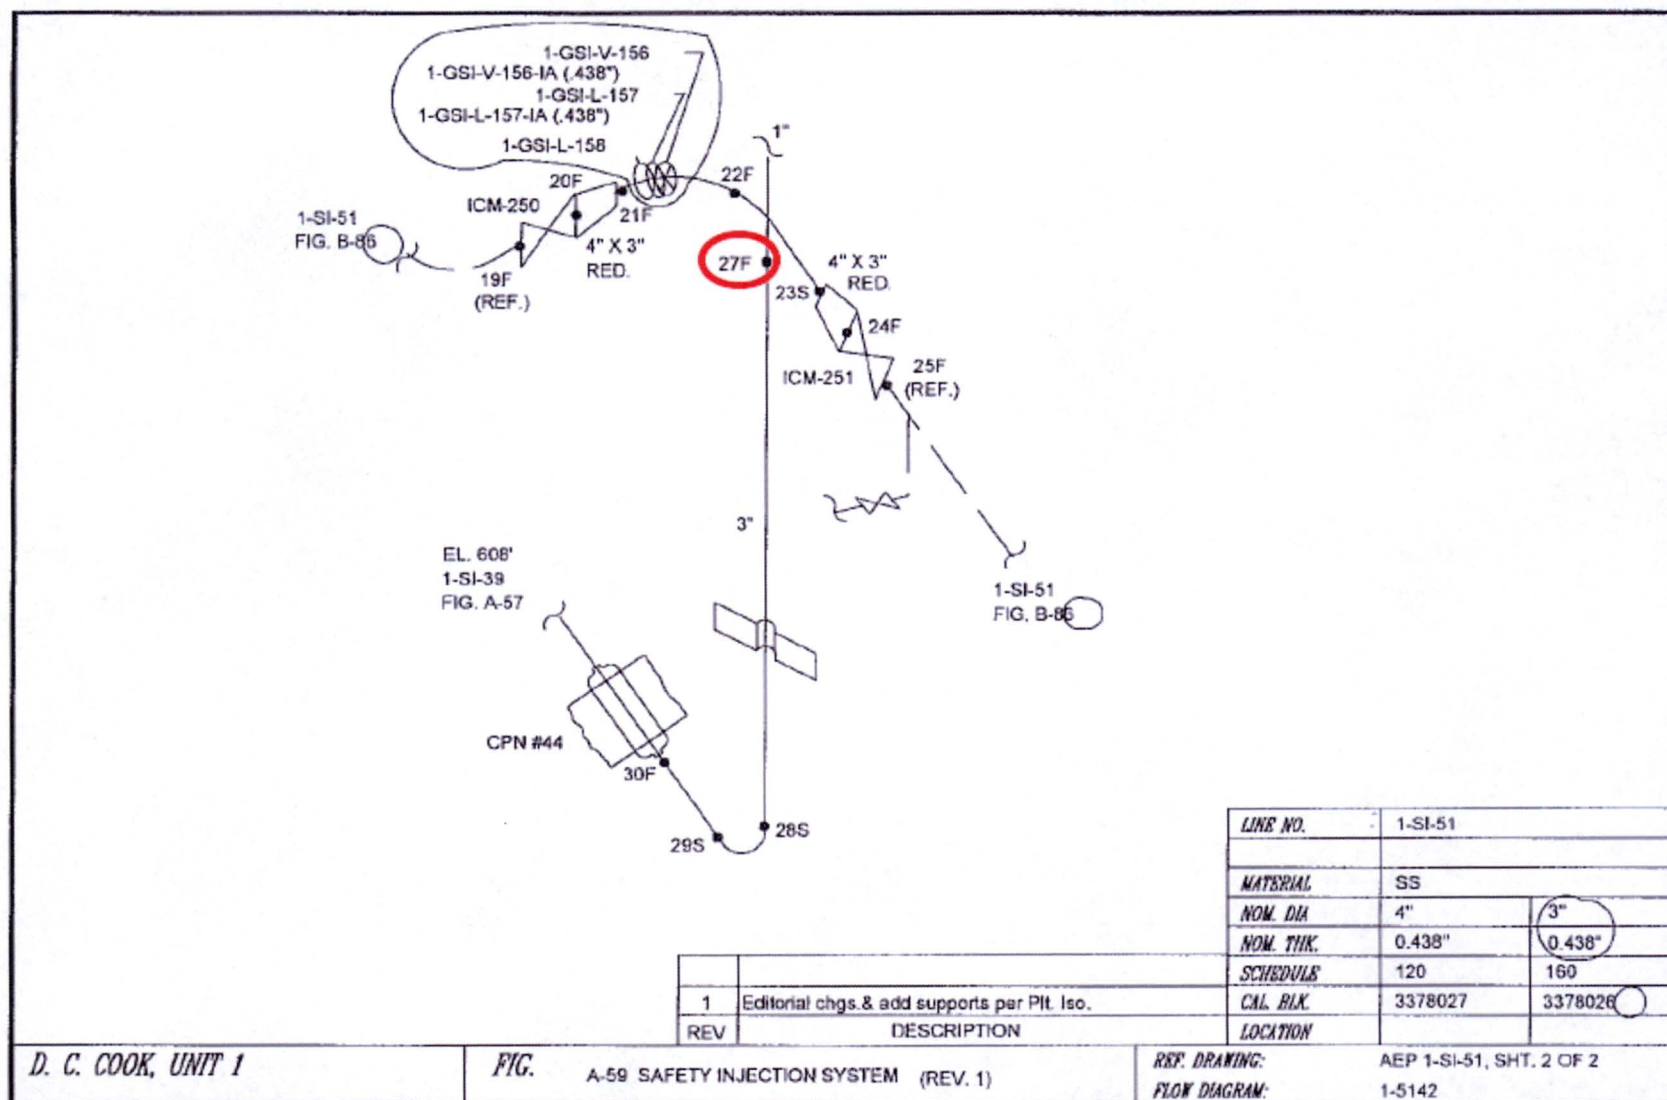 1-GSI-V-156
1-GSI-V-156-IA (.438")
1-GSI-L-157
1-GSI-L-157-IA (.438")
1-GSI-L-158
1"
20F
22F
ICM-250
21F
1-SI-51
FIG. B-86
4" X 3"
RED.
19F
(REF.)
27F
4" X 3"
RED.
23S
24F
ICM-251
25F
(REF.)
3"
EL. 608'
1-SI-39
FIG. A-57
1-SI-51
FIG. B-86
CPN #44
30F
28S
29S
LINE NO. 1-SI-51
MATERIAL SS
NOM. DIA 4" 3"
NOM. THK. 0.438" 0.438"
SCHEDULE 120 160
CAL. BLK. 3378027 3378026
LOCATION
1 Editorial chgs.& add supports per Plt. Iso.
REV DESCRIPTION
D. C. COOK, UNIT 1
FIG. A-59 SAFETY INJECTION SYSTEM (REV. 1)
REF. DRAWING: AEP 1-SI-51, SHT. 2 OF 2
FLOW DIAGRAM: 1-5142